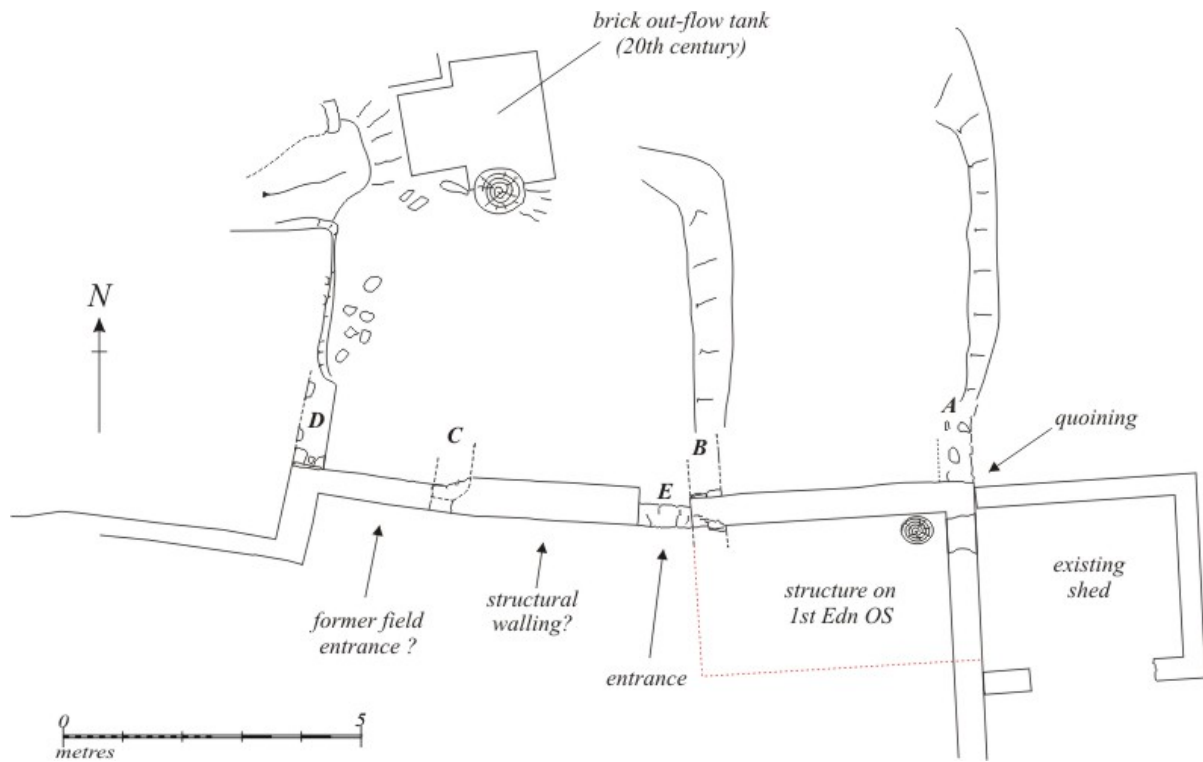 brick out-flow tank
(20th century)
N
A
quoining
D
C
B
E
former field
entrance ?
structural
walling?
entrance
structure on
1st Edn OS
existing
shed
0
5
metres